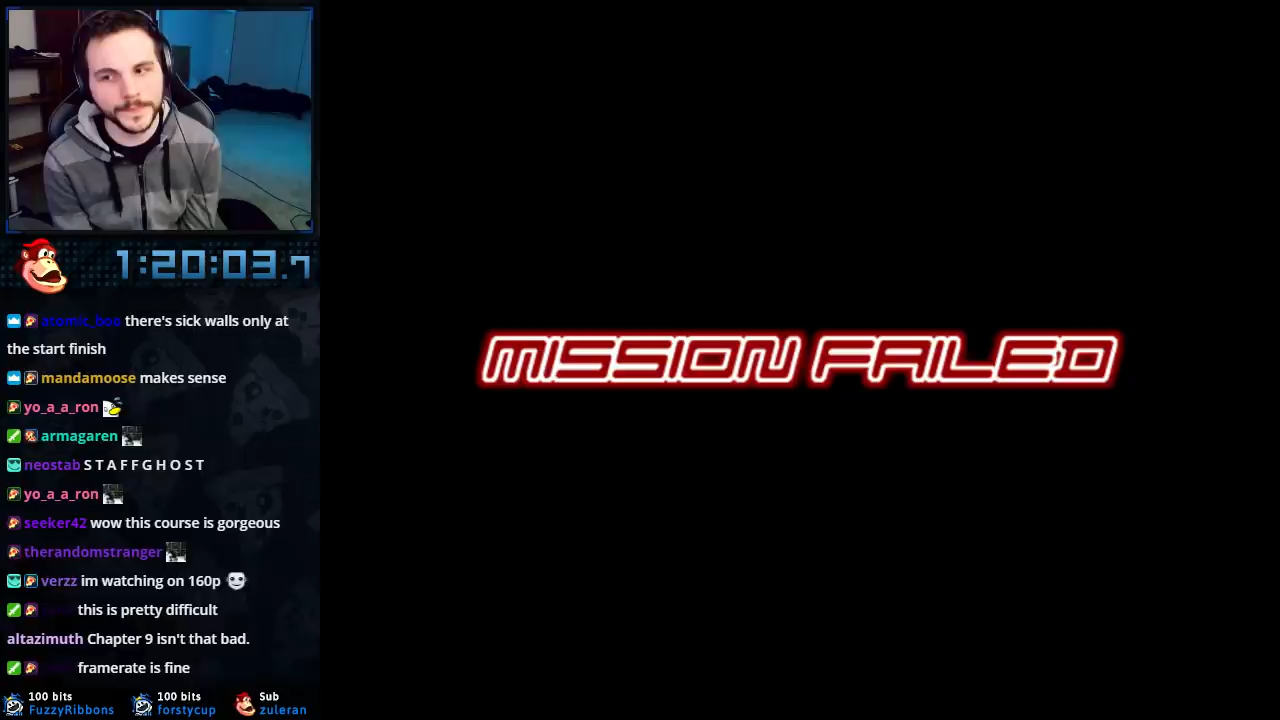 1:20:03.7
atomic_boo there's sick walls only at
the start finish
mandamoose makes sense
yo_a_a_ron
armagaren
neostab S T A F F G H O S T
yo_a_a_ron
seeker42 wow this course is gorgeous
therandomstranger
verzz im watching on 160p
this is pretty difficult
altazimuth Chapter 9 isn't that bad.
framerate is fine
100 bits
FuzzyRibbons
100 bits
forstycup
Sub
zuleran
MISSION FAILED